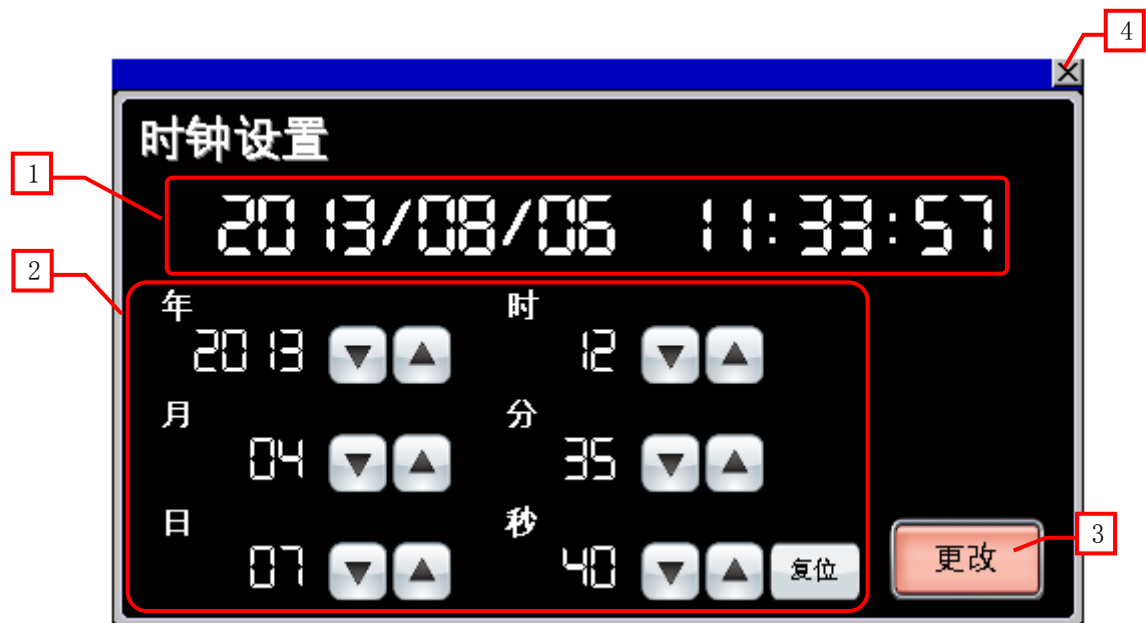 4
时钟设置
1
2013/08/06 11:33:57
2
年 时
2013 ▼ ▲ 12 ▼ ▲
月 分
04 ▼ ▲ 35 ▼ ▲
日 秒
07 ▼ ▲ 40 ▼ ▲ 复位
更改
3